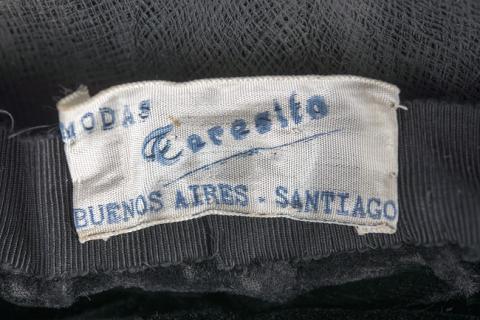 MODAS
Teresita
BUENOS AIRES - SANTIAGO